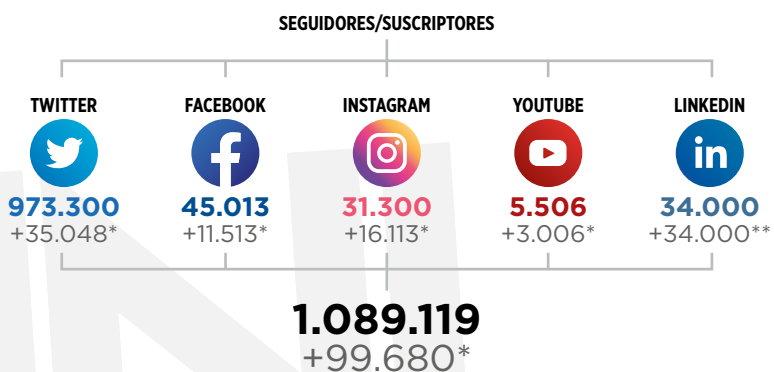 SEGUIDORES/SUSCRIPTORES
TWITTER FACEBOOK INSTAGRAM YOUTUBE LINKEDIN
in
973.300 45.013 31.300 5.506 34.000
+35.048* +11.513* +16.113* +3.006* +34.000**
1.089.119
+99.680*